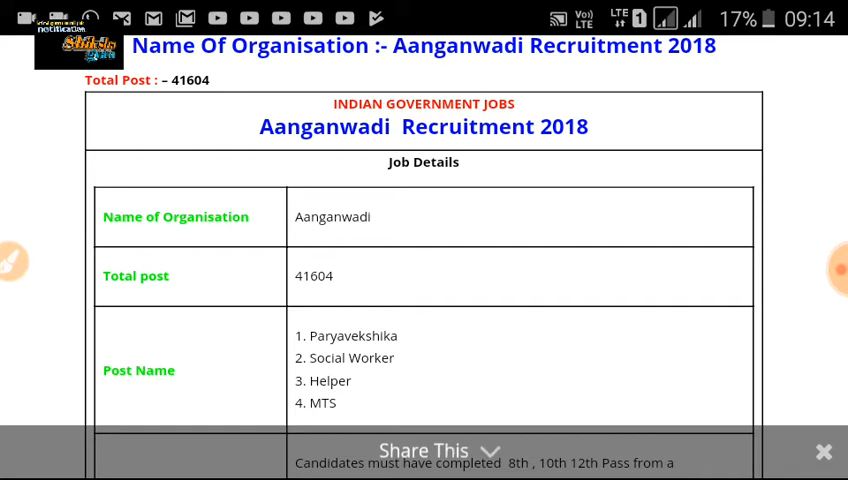 Vo))
LTE
LTE
1
17%
09:14
notification
Name Of Organisation :- Aanganwadi Recruitment 2018
Total Post : – 41604
INDIAN GOVERNMENT JOBS
Aanganwadi Recruitment 2018
Job Details
Name of Organisation
Aanganwadi
Total post
41604
Post Name
1. Paryavekshika
2. Social Worker
3. Helper
4. MTS
Share This
Candidates must have completed 8th , 10th 12th Pass from a